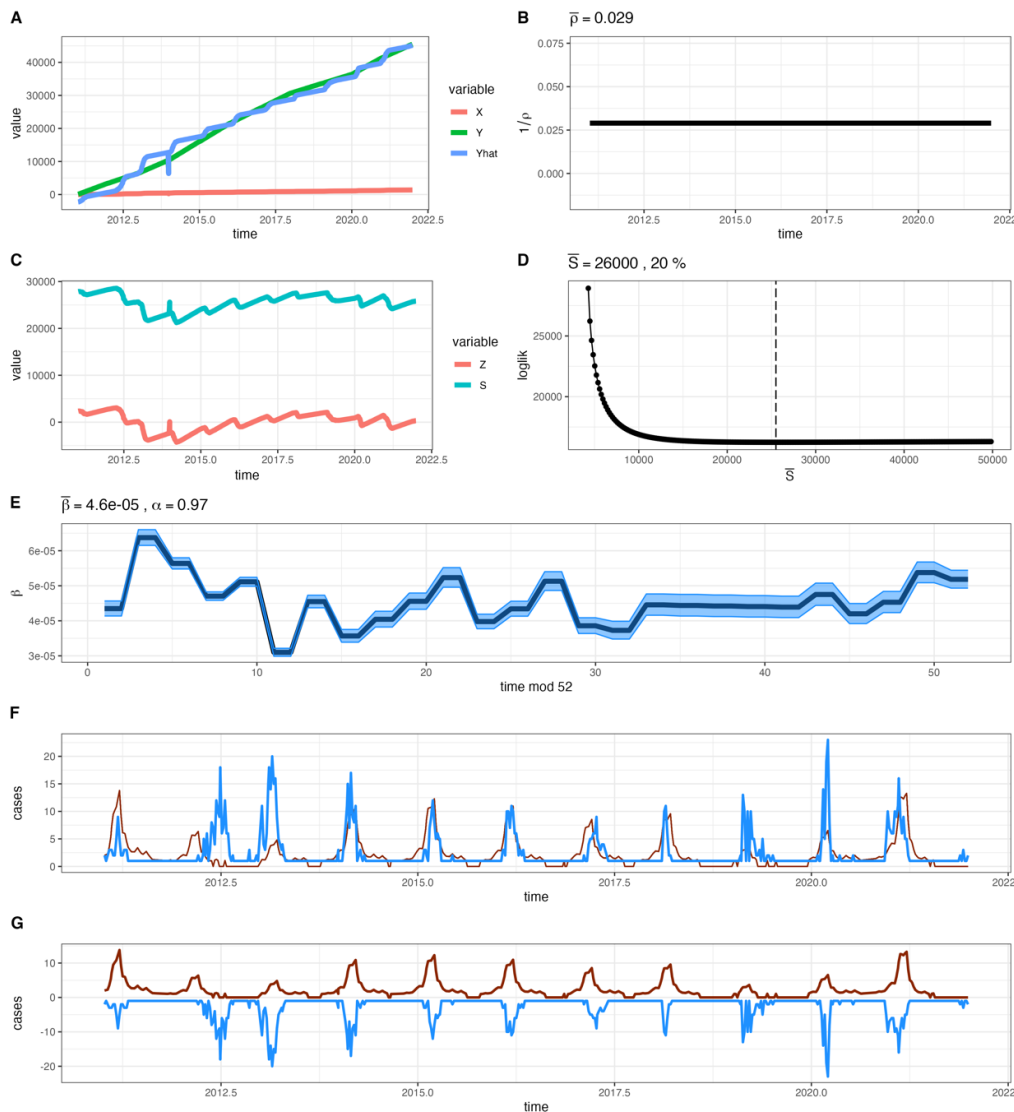 A
40000
30000
20000
10000
0
value
2012.5 2015.0 2017.5 2020.0 2022.5
time
variable
X
Y
Yhat
B
ρ̅ = 0.029
0.075
0.050
0.025
0.000
1/ρ
2012.5 2015.0 2017.5 2020.0 2022
time
C
30000
20000
10000
0
value
2012.5 2015.0 2017.5 2020.0 2022.5
time
variable
Z
S
D
S̅ = 26000 , 20 %
25000
20000
loglik
10000 20000 30000 40000 50000
S̅
E
β̅ = 4.6e-05 , α = 0.97
6e-05
5e-05
4e-05
3e-05
β
0 10 20 30 40 50
time mod 52
F
20
15
10
5
0
cases
2012.5 2015.0 2017.5 2020.0 2022
time
G
10
0
-10
-20
cases
2012.5 2015.0 2017.5 2020.0 2022
time